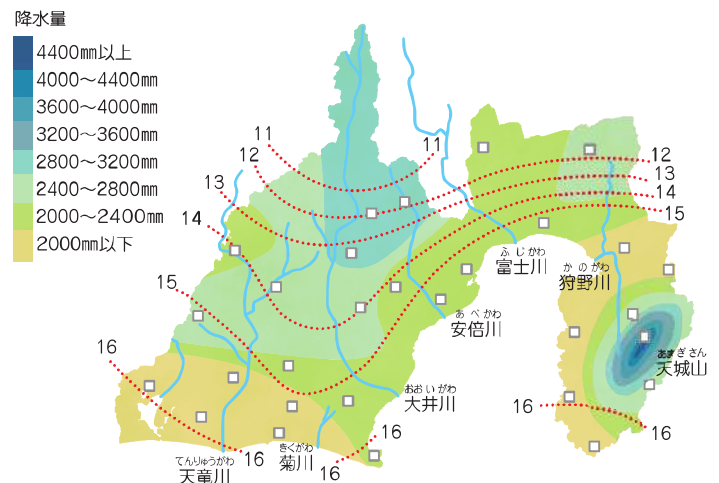 降水量
4400㎜以上
4000～4400㎜
3600～4000㎜
3200～3600㎜
2800～3200㎜
2400～2800㎜
2000～2400㎜
2000㎜以下
11
11
12
12
13
13
14
14
15
15
16
16
16
16
16
ふじかわ
富士川
かのがわ
狩野川
あべかわ
安倍川
あまぎさん
天城山
おおいがわ
大井川
きくがわ
菊川
てんりゅうがわ
天竜川